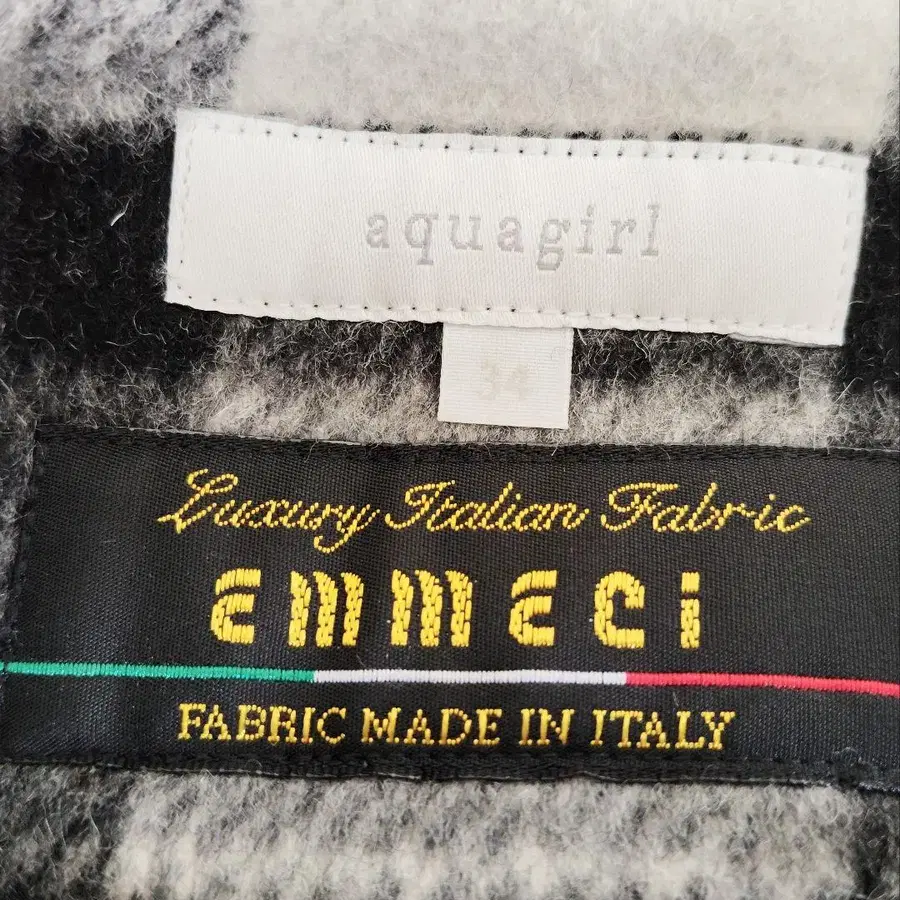 aquagirl
34
Luxury Italian Fabric
emmeci
FABRIC MADE IN ITALY